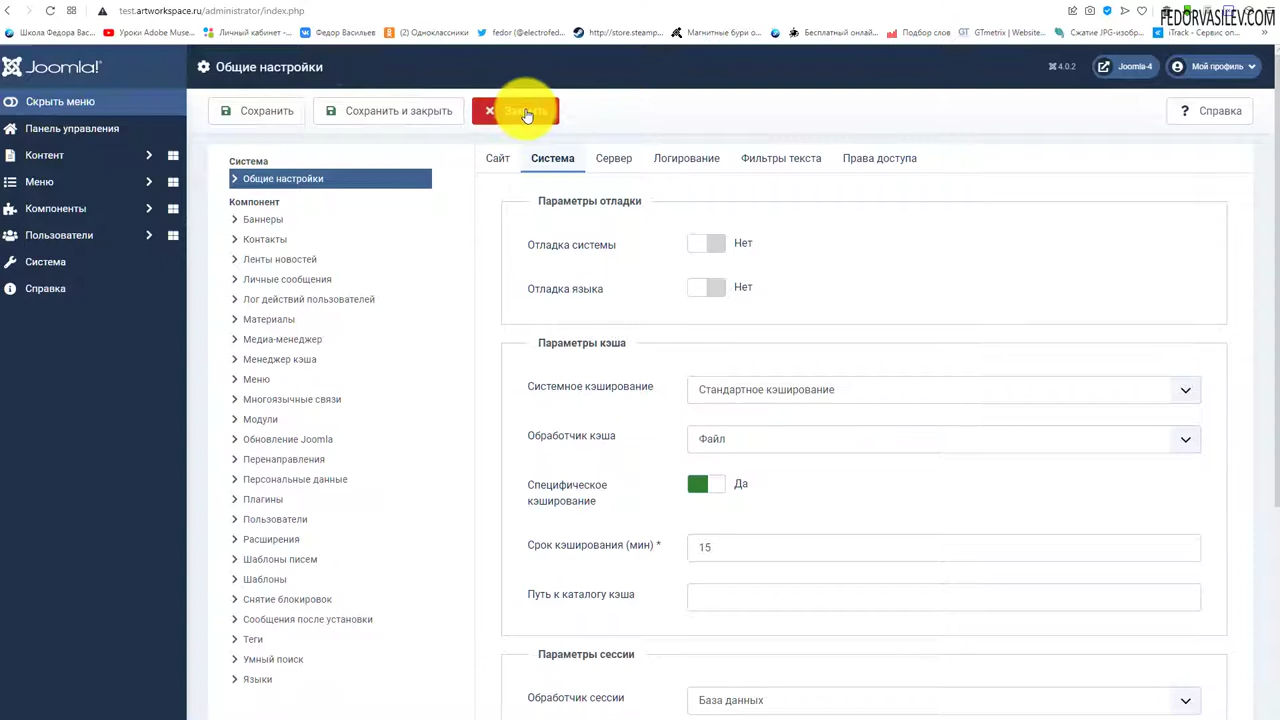 test.artworkspace.ru/administrator/index.php
FEDORVASILEV.COM
Школа Федора Вас...
Уроки Adobe Muse...
Личный кабинет -...
Федор Васильев
(2) Одноклассники
fedor (@electrofed...
http://store.steamp...
Магнитные бури о...
Бесплатный онлай...
Подбор слов
GTmetrix | Website...
Сжатие JPG-изобр...
iTrack - Сервис оп...
Joomla!
Общие настройки
4.0.2
Joomla-4
Мой профиль
Скрыть меню
Панель управления
Контент
Меню
Компоненты
Пользователи
Система
Справка
Сохранить
Сохранить и закрыть
Закрыть
Справка
Система
Общие настройки
Компонент
Баннеры
Контакты
Ленты новостей
Личные сообщения
Лог действий пользователей
Материалы
Медиа-менеджер
Менеджер кэша
Меню
Многоязычные связи
Модули
Обновление Joomla
Перенаправления
Персональные данные
Плагины
Пользователи
Расширения
Шаблоны писем
Шаблоны
Снятие блокировок
Сообщения после установки
Теги
Умный поиск
Языки
Сайт
Система
Сервер
Логирование
Фильтры текста
Права доступа
Параметры отладки
Отладка системы
Нет
Отладка языка
Нет
Параметры кэша
Системное кэширование
Стандартное кэширование
Обработчик кэша
Файл
Специфическое
кэширование
Да
Срок кэширования (мин) *
15
Путь к каталогу кэша
Параметры сессии
Обработчик сессии
База данных